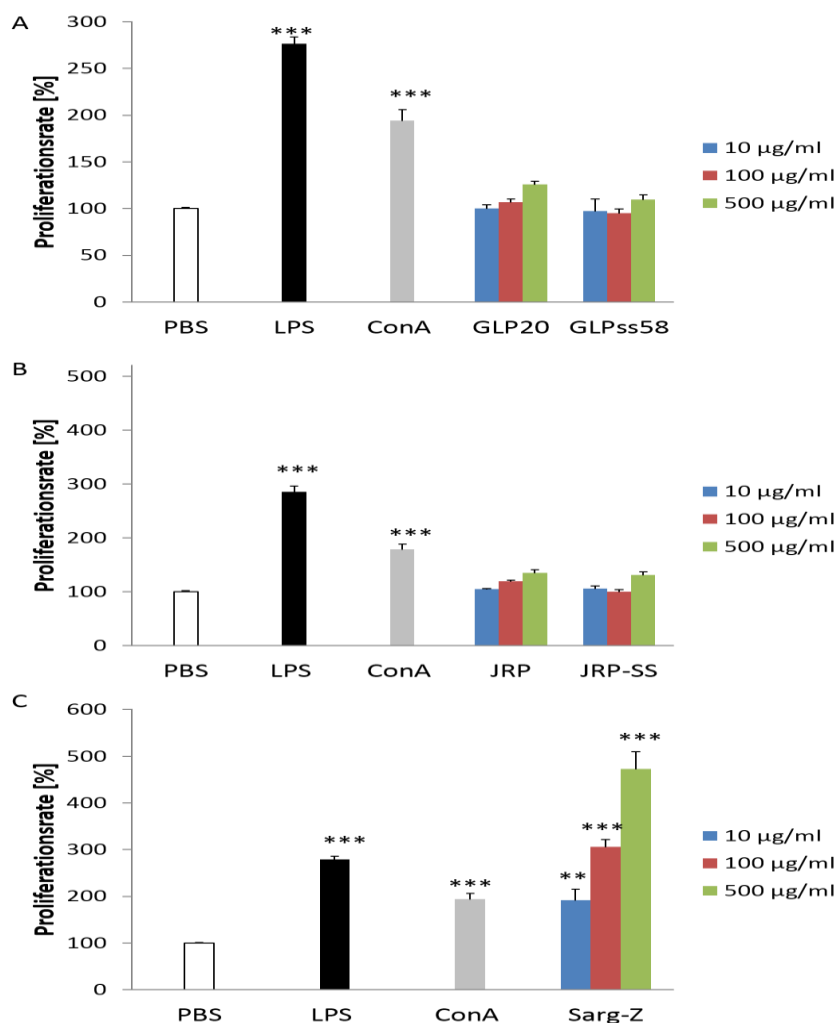 A
Proliferationsrate [%]
300
250
200
150
100
50
0
***
***
PBS LPS ConA GLP20 GLPss58
10 µg/ml
100 µg/ml
500 µg/ml
B
Proliferationsrate [%]
500
400
300
200
100
0
***
***
PBS LPS ConA JRP JRP-SS
10 µg/ml
100 µg/ml
500 µg/ml
C
Proliferationsrate [%]
600
500
400
300
200
100
0
***
***
**
***
***
PBS LPS ConA Sarg-Z
10 µg/ml
100 µg/ml
500 µg/ml